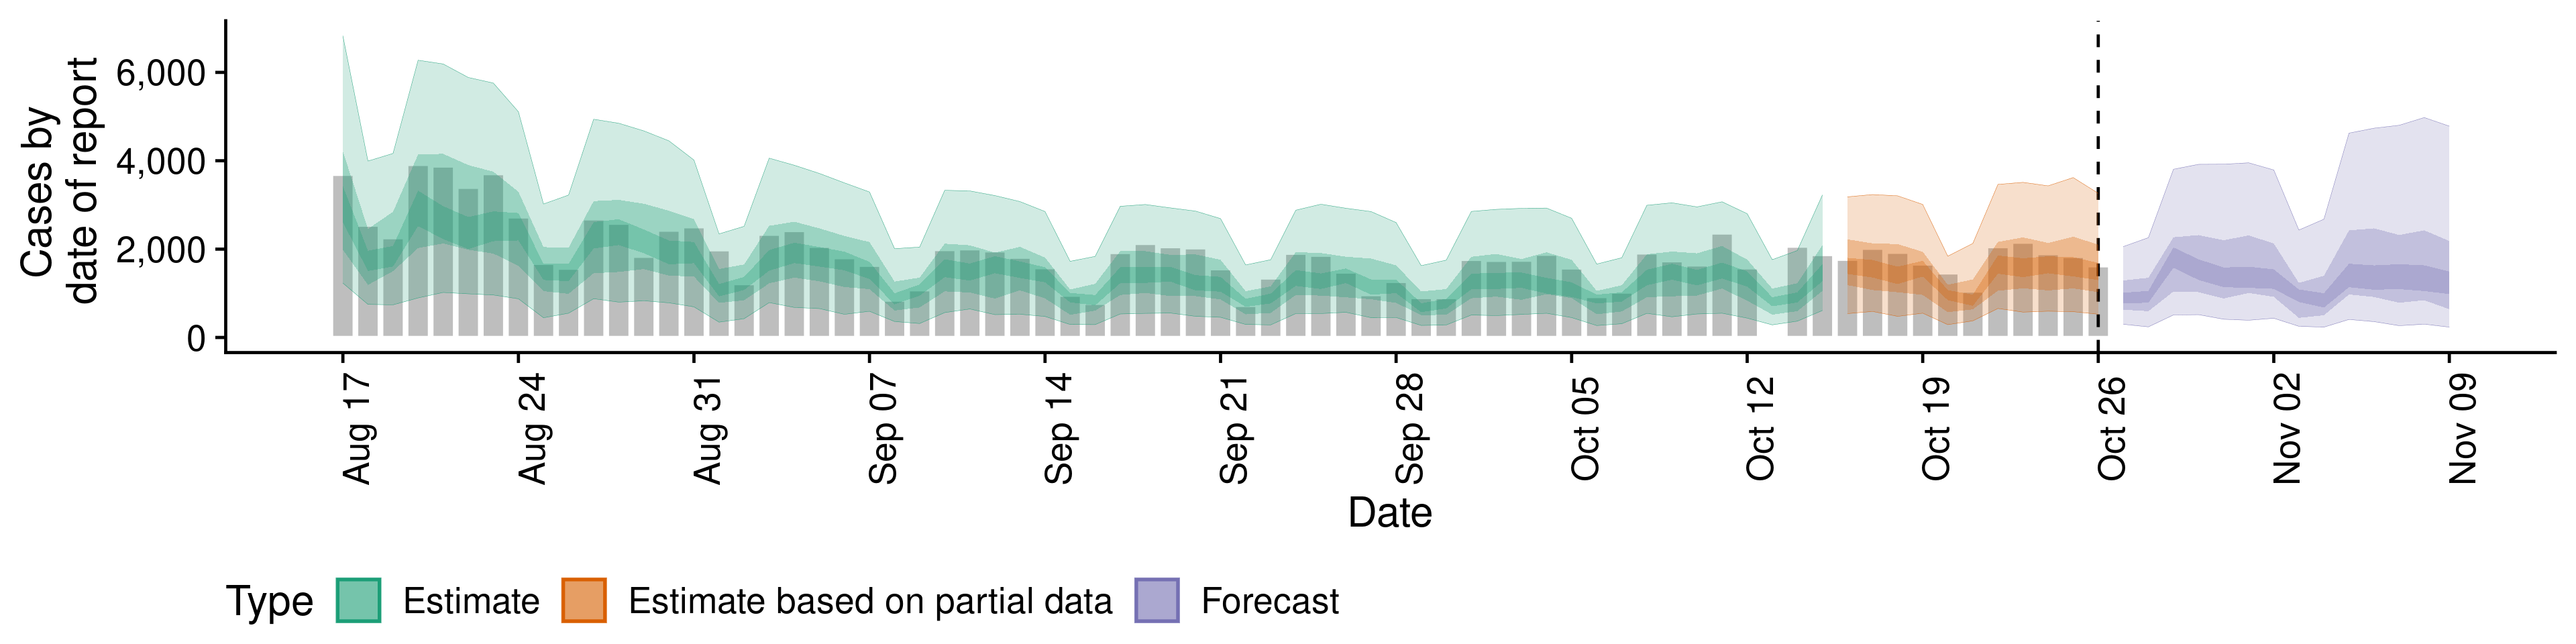 Cases by
date of report
6,000
4,000
2,000
0
Aug 17
Aug 24
Aug 31
Sep 07
Sep 14
Sep 21
Sep 28
Oct 05
Oct 12
Oct 19
Oct 26
Nov 02
Nov 09
Date
Type Estimate Estimate based on partial data Forecast